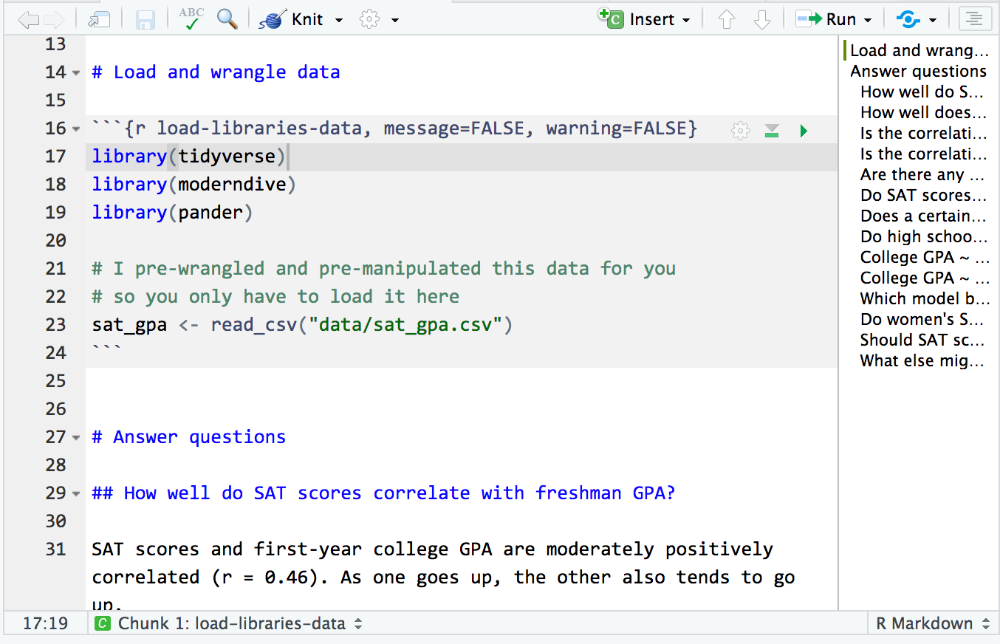 ABC Knit Insert Run
13
14 # Load and wrangle data
15
16 ```{r load-libraries-data, message=FALSE, warning=FALSE}
17 library(tidyverse)
18 library(moderndive)
19 library(pander)
20
21 # I pre-wrangled and pre-manipulated this data for you
22 # so you only have to load it here
23 sat_gpa <- read_csv("data/sat_gpa.csv")
24 ```
25
26
27 # Answer questions
28
29 ## How well do SAT scores correlate with freshman GPA?
30
31 SAT scores and first-year college GPA are moderately positively
correlated (r = 0.46). As one goes up, the other also tends to go
up.
Load and wrang...
Answer questions
How well do S...
How well does...
Is the correlati...
Is the correlati...
Are there any ...
Do SAT scores...
Does a certain...
Do high schoo...
College GPA ~ ...
College GPA ~ ...
Which model b...
Do women's S...
Should SAT sc...
What else mig...
17:19 C Chunk 1: load-libraries-data R Markdown